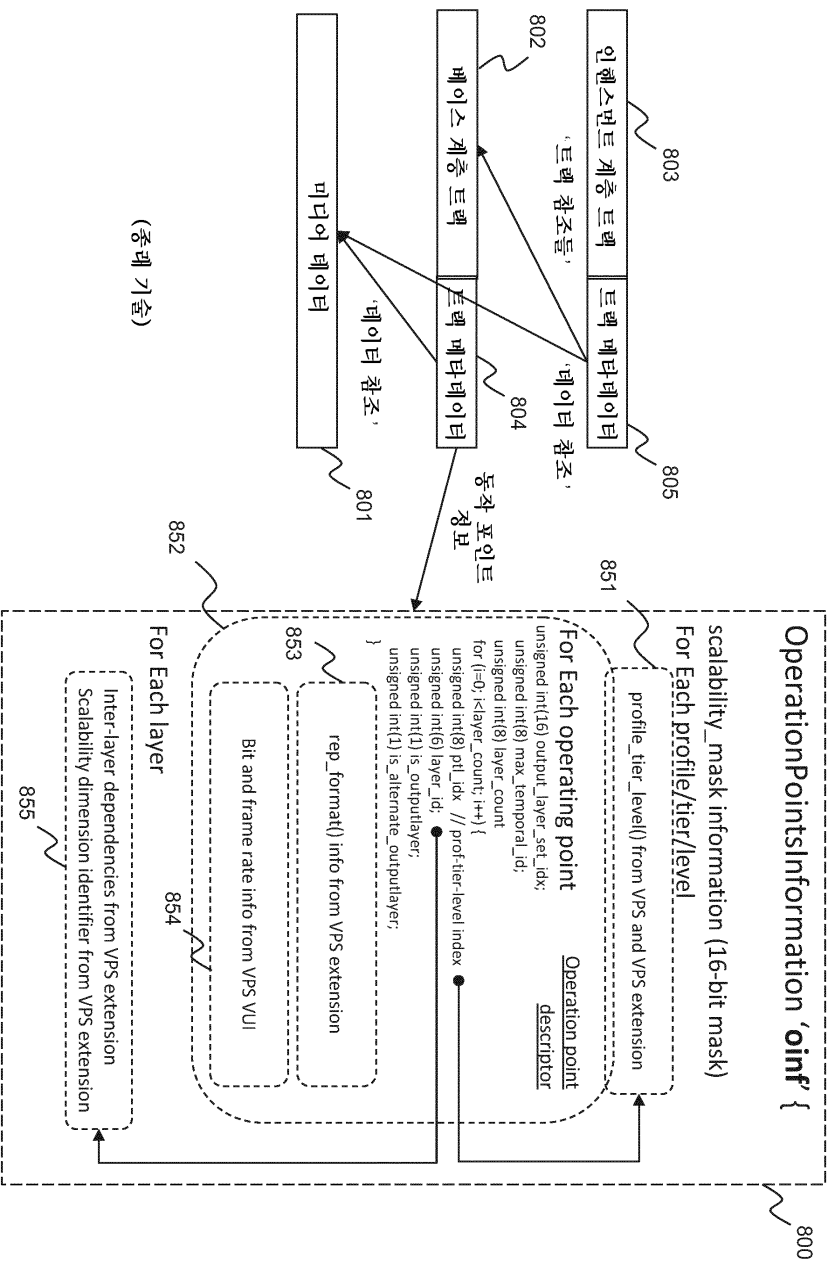 803
인핸스먼트 계층 트랙
트랙 메타데이터
805
'트랙 참조들'
'데이터 참조'
802
베이스 계층 트랙
트랙 메타데이터
804
'데이터 참조'
미디어 데이터
801
(종래 기술)
동작 포인트
정보
OperationPointsInformation 'oinf' {
scalability_mask information (16-bit mask)
For Each profile/tier/level
851
profile_tier_level() from VPS and VPS extension
852
For Each operating point
Operation point
descriptor
unsigned int(16) output_layer_set_idx;
unsigned int(8) max_temporal_id;
unsigned int(8) layer_count
for (i=0; i<layer_count; i++) {
unsigned int(8) ptl_idx // prof-tier-level index
unsigned int(6) layer_id;
unsigned int(1) is_outputlayer;
unsigned int(1) is_alternate_outputlayer;
}
853
rep_format() info from VPS extension
Bit and frame rate info from VPS VUI
854
For Each layer
Inter-layer dependencies from VPS extension
Scalability dimension identifier from VPS extension
855
800